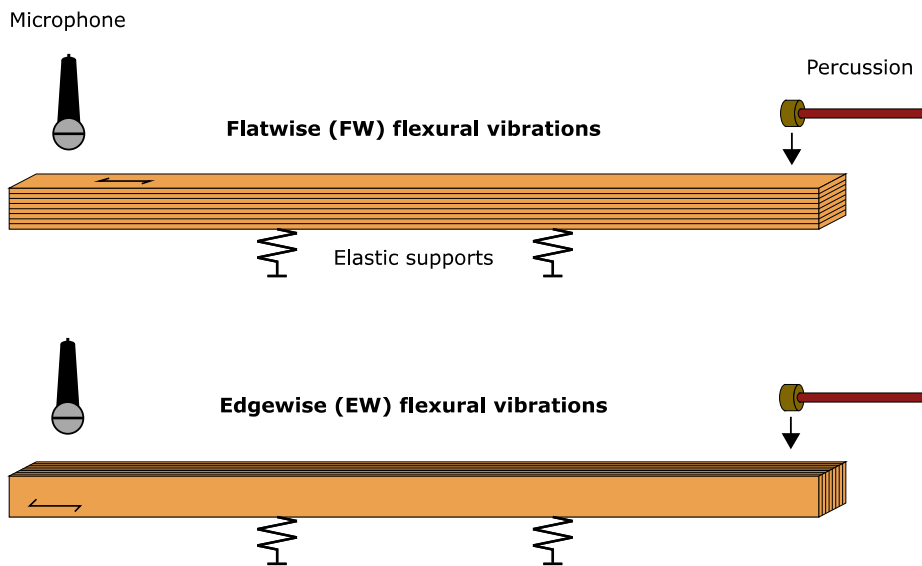 Microphone
Percussion
Flatwise (FW) flexural vibrations
Elastic supports
Edgewise (EW) flexural vibrations